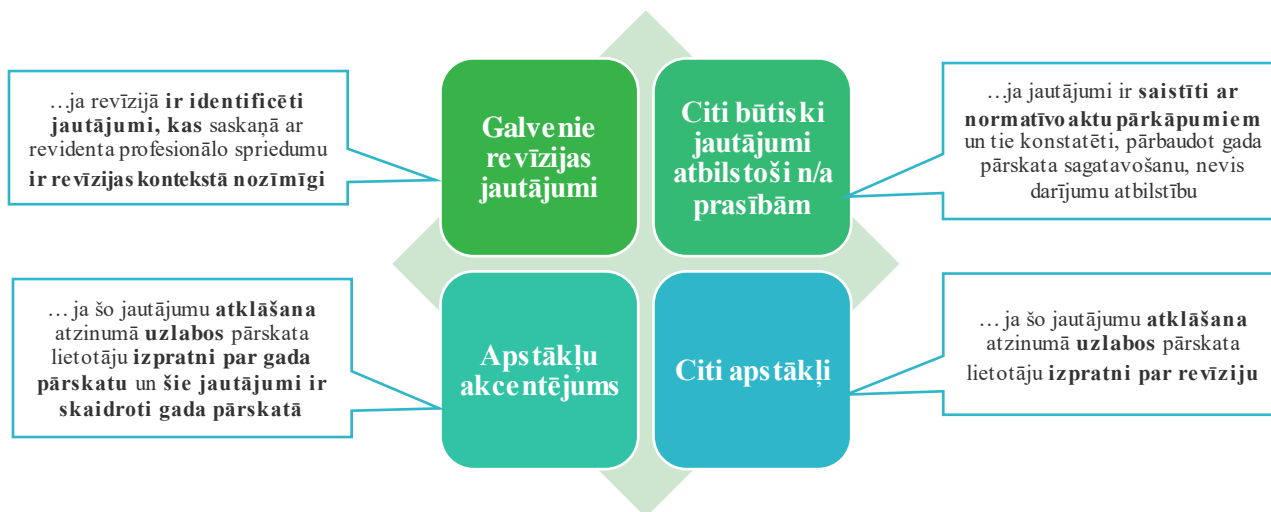 …ja revīzijā ir identificēti
jautājumi, kas saskaņā ar
revidenta profesionālo spriedumu
ir revīzijas kontekstā nozīmīgi
Galvenie
revīzijas
jautājumi
Citi būtiski
jautājumi
atbilstoši n/a
prasībām
…ja jautājumi ir saistīti ar
normatīvo aktu pārkāpumiem
un tie konstatēti, pārbaudot gada
pārskata sagatavošanu, nevis
darījumu atbilstību
… ja šo jautājumu atklāšana
atzinumā uzlabos pārskata
lietotāju izpratni par gada
pārskatu un šie jautājumi ir
skaidroti gada pārskatā
Apstākļu
akcentējums
Citi apstākļi
… ja šo jautājumu atklāšana
atzinumā uzlabos pārskata
lietotāju izpratni par revīziju